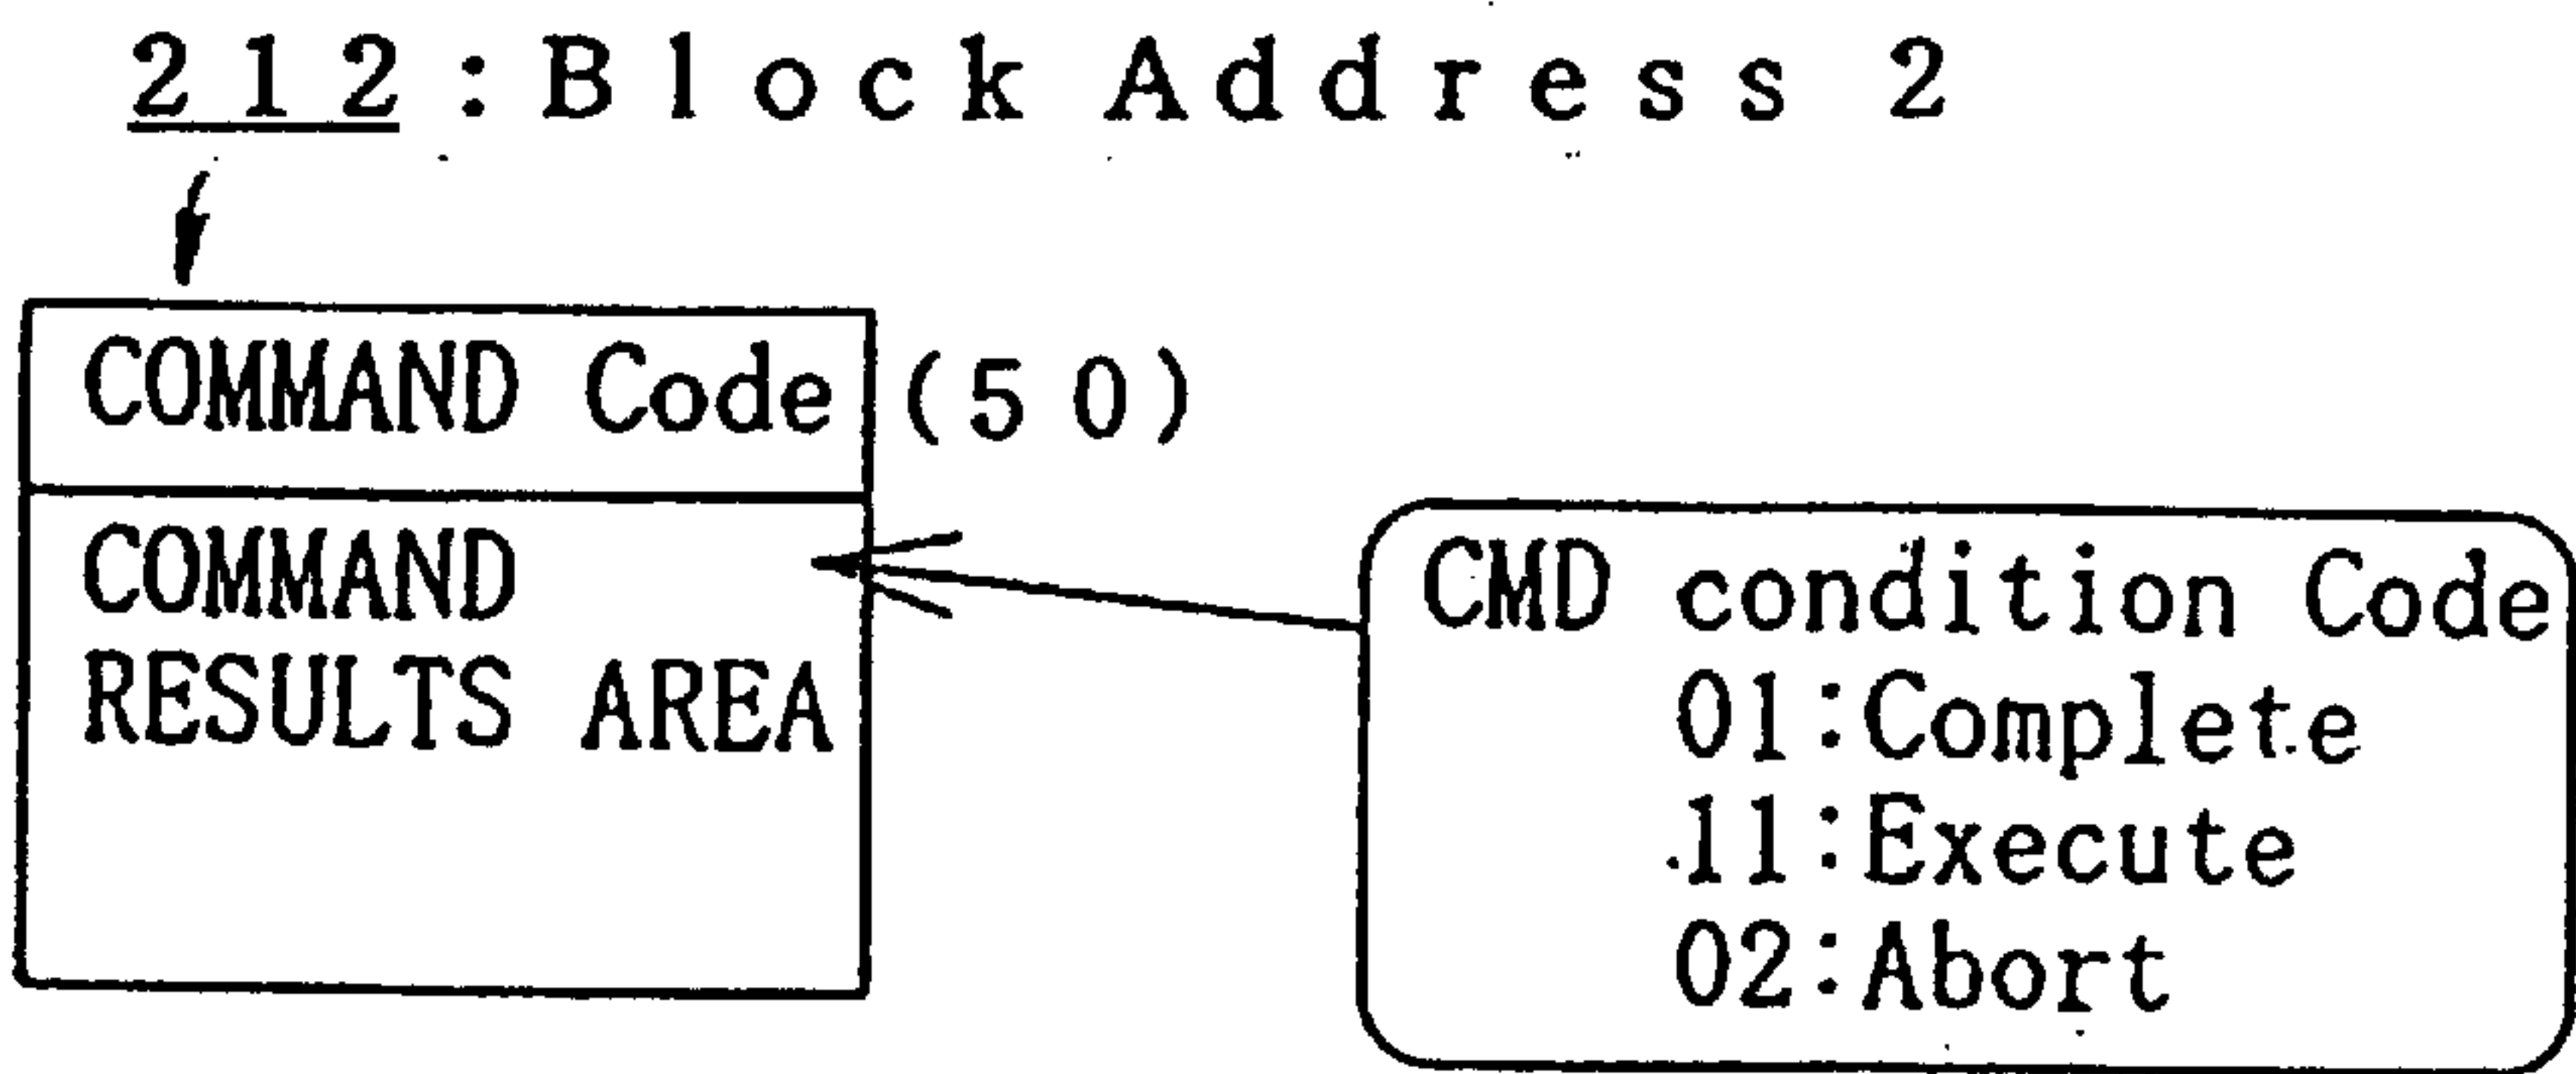 212:Block Address 2
COMMAND Code (50)
COMMAND
RESULTS AREA
CMD condition Code
01:Complete
11:Execute
02:Abort